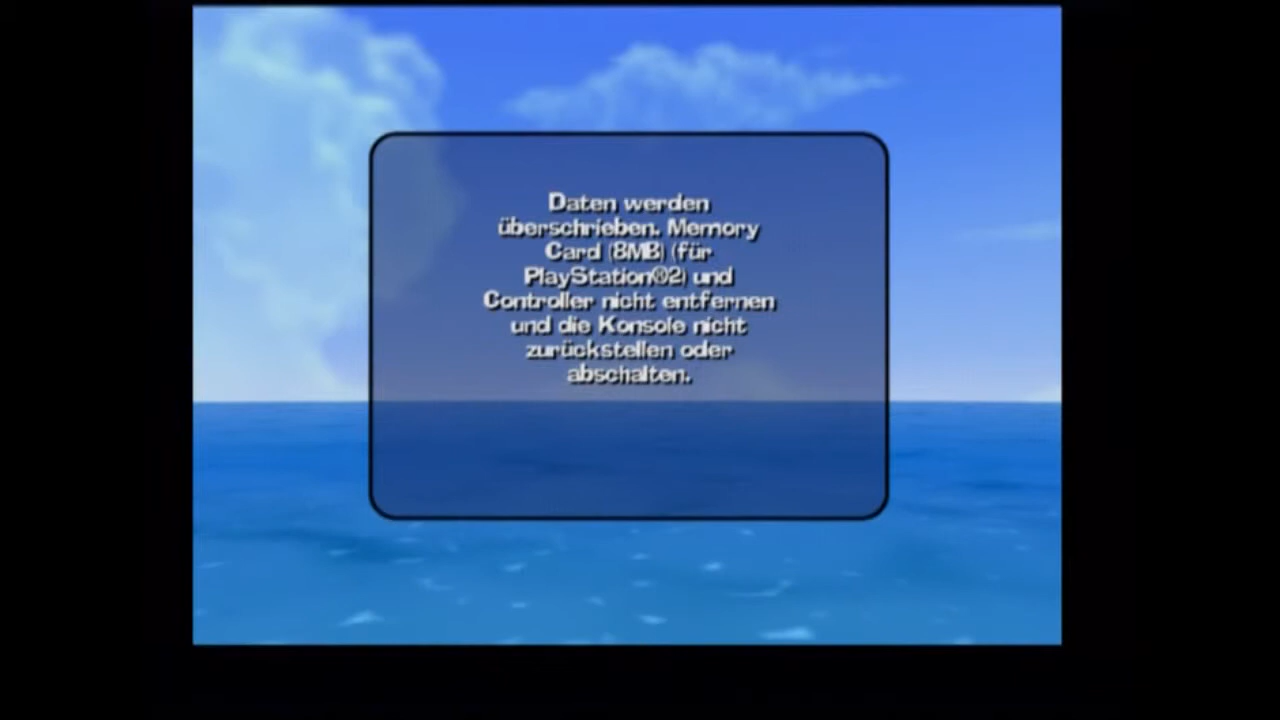 Daten werden
überschrieben. Memory
Card (8MB) (für
PlayStation®2) und
Controller nicht entfernen
und die Konsole nicht
zurückstellen oder
abschalten.